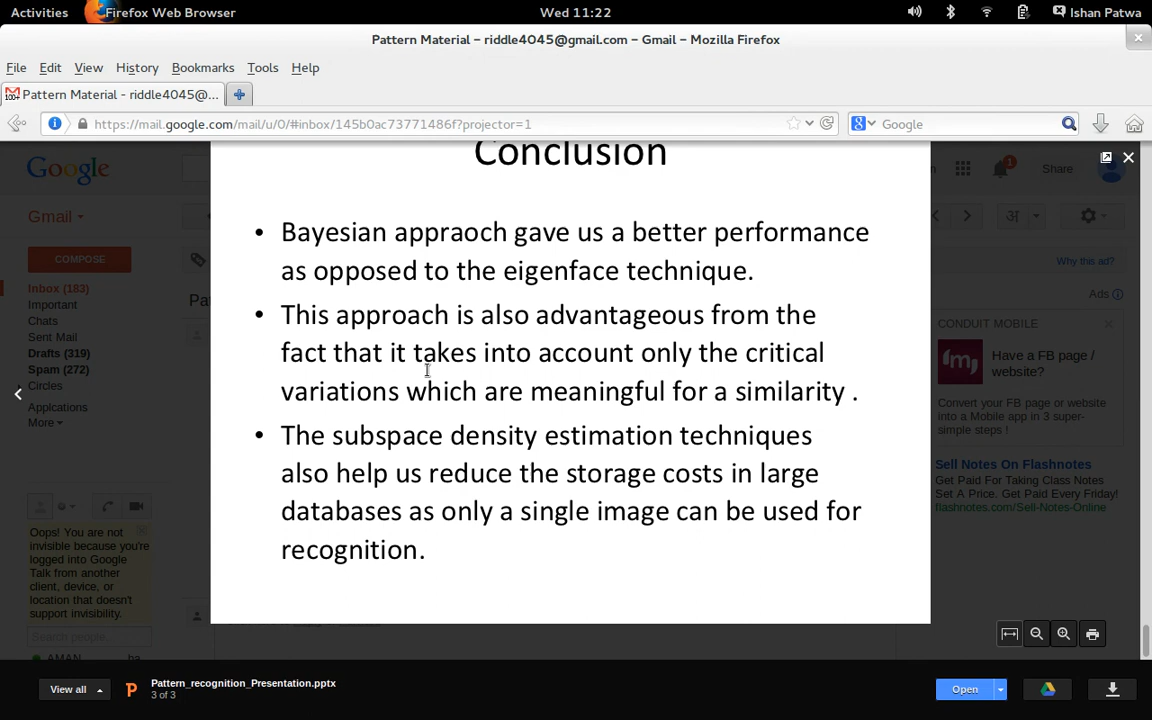 Activities Firefox Web Browser Wed 11:22 Ishan Patwa
Pattern Material – riddle4045@gmail.com – Gmail – Mozilla Firefox
File Edit View History Bookmarks Tools Help
100+ Pattern Material - riddle4045@...
https://mail.google.com/mail/u/0/#inbox/145b0ac73771486f?projector=1 Google
Google 1 Share
Gmail अ
COMPOSE
Why this ad?
Ads
Inbox (183)
Important
Chats
Sent Mail
Drafts (319)
Spam (272)
Circles
Applications
More
Conclusion
• Bayesian appraoch gave us a better performance
as opposed to the eigenface technique.
• This approach is also advantageous from the
fact that it takes into account only the critical
variations which are meaningful for a similarity .
• The subspace density estimation techniques
also help us reduce the storage costs in large
databases as only a single image can be used for
recognition.
CONDUIT MOBILE
Have a FB page /
website?
Convert your FB page or website
into a Mobile app in 3 super-
simple steps !
Sell Notes On Flashnotes
Get Paid For Taking Class Notes
Set A Price. Get Paid Every Friday!
flashnotes.com/Sell-Notes-Online
Oops! You are not
invisible because you're
logged into Google
Talk from another
client, device, or
location that doesn't
support invisibility.
Search people...
AMAN
View all Pattern_recognition_Presentation.pptx
3 of 3
Open